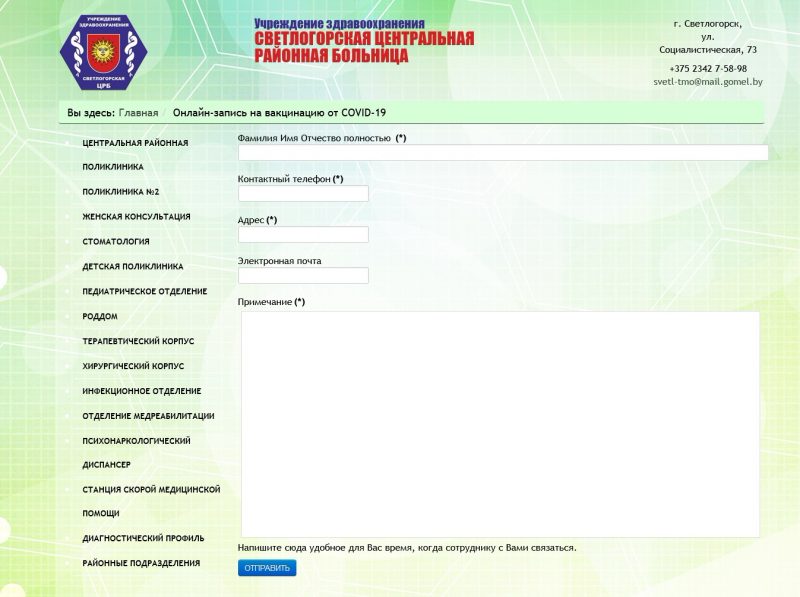 УЧРЕЖДЕНИЕ
ЗДРАВООХРАНЕНИЯ
СВЕТЛОГОРСКАЯ
ЦРБ
Учреждение здравоохранения
СВЕТЛОГОРСКАЯ ЦЕНТРАЛЬНАЯ
РАЙОННАЯ БОЛЬНИЦА
г. Светлогорск,
ул.
Социалистическая, 73
+375 2342 7-58-98
svetl-tmo@mail.gomel.by
Вы здесь: Главная / Онлайн-запись на вакцинацию от COVID-19
ЦЕНТРАЛЬНАЯ РАЙОННАЯ
ПОЛИКЛИНИКА
ПОЛИКЛИНИКА №2
ЖЕНСКАЯ КОНСУЛЬТАЦИЯ
СТОМАТОЛОГИЯ
ДЕТСКАЯ ПОЛИКЛИНИКА
ПЕДИАТРИЧЕСКОЕ ОТДЕЛЕНИЕ
РОДДОМ
ТЕРАПЕВТИЧЕСКИЙ КОРПУС
ХИРУРГИЧЕСКИЙ КОРПУС
ИНФЕКЦИОННОЕ ОТДЕЛЕНИЕ
ОТДЕЛЕНИЕ МЕДРЕАБИЛИТАЦИИ
ПСИХОНАРКОЛОГИЧЕСКИЙ
ДИСПАНСЕР
СТАНЦИЯ СКОРОЙ МЕДИЦИНСКОЙ
ПОМОЩИ
ДИАГНОСТИЧЕСКИЙ ПРОФИЛЬ
РАЙОННЫЕ ПОДРАЗДЕЛЕНИЯ
Фамилия Имя Отчество полностью (*)
Контактный телефон (*)
Адрес (*)
Электронная почта
Примечание (*)
Напишите сюда удобное для Вас время, когда сотруднику с Вами связаться.
ОТПРАВИТЬ